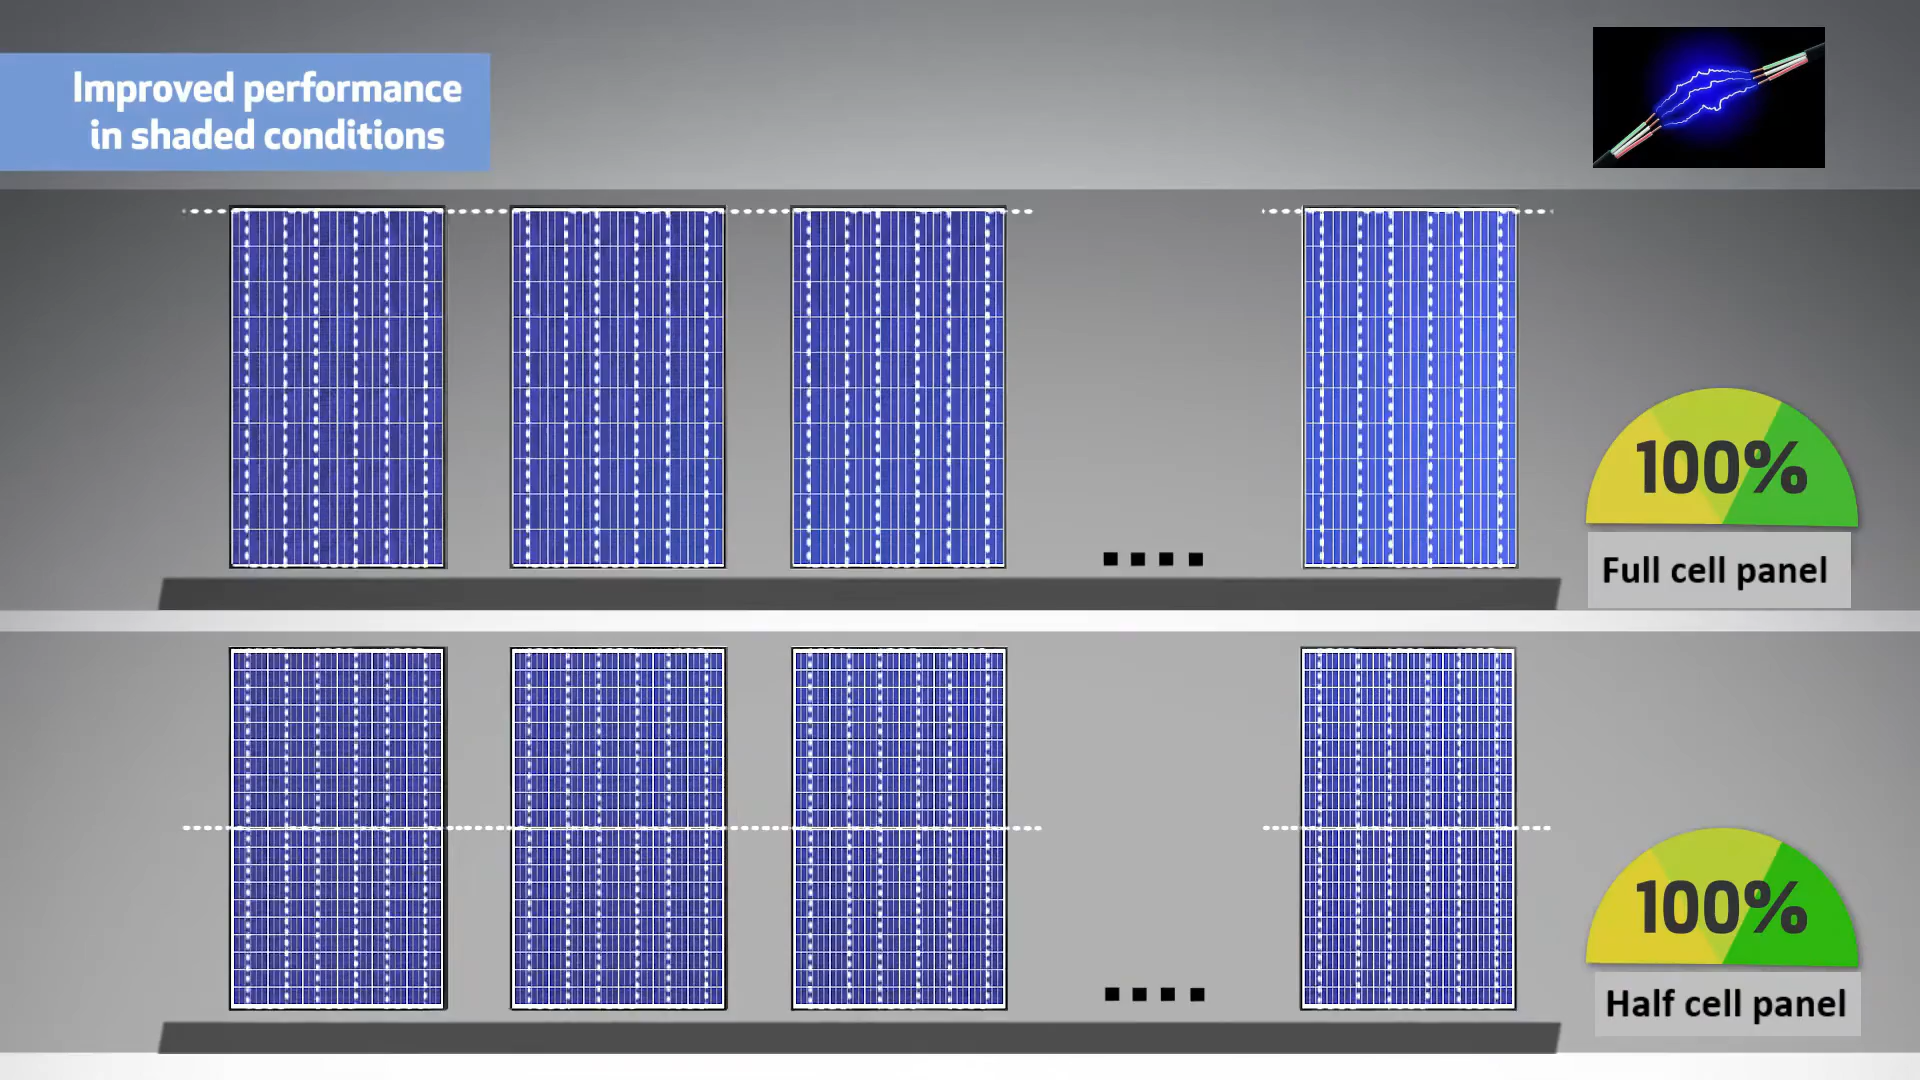 Improved performance
in shaded conditions
100%
Full cell panel
100%
Half cell panel